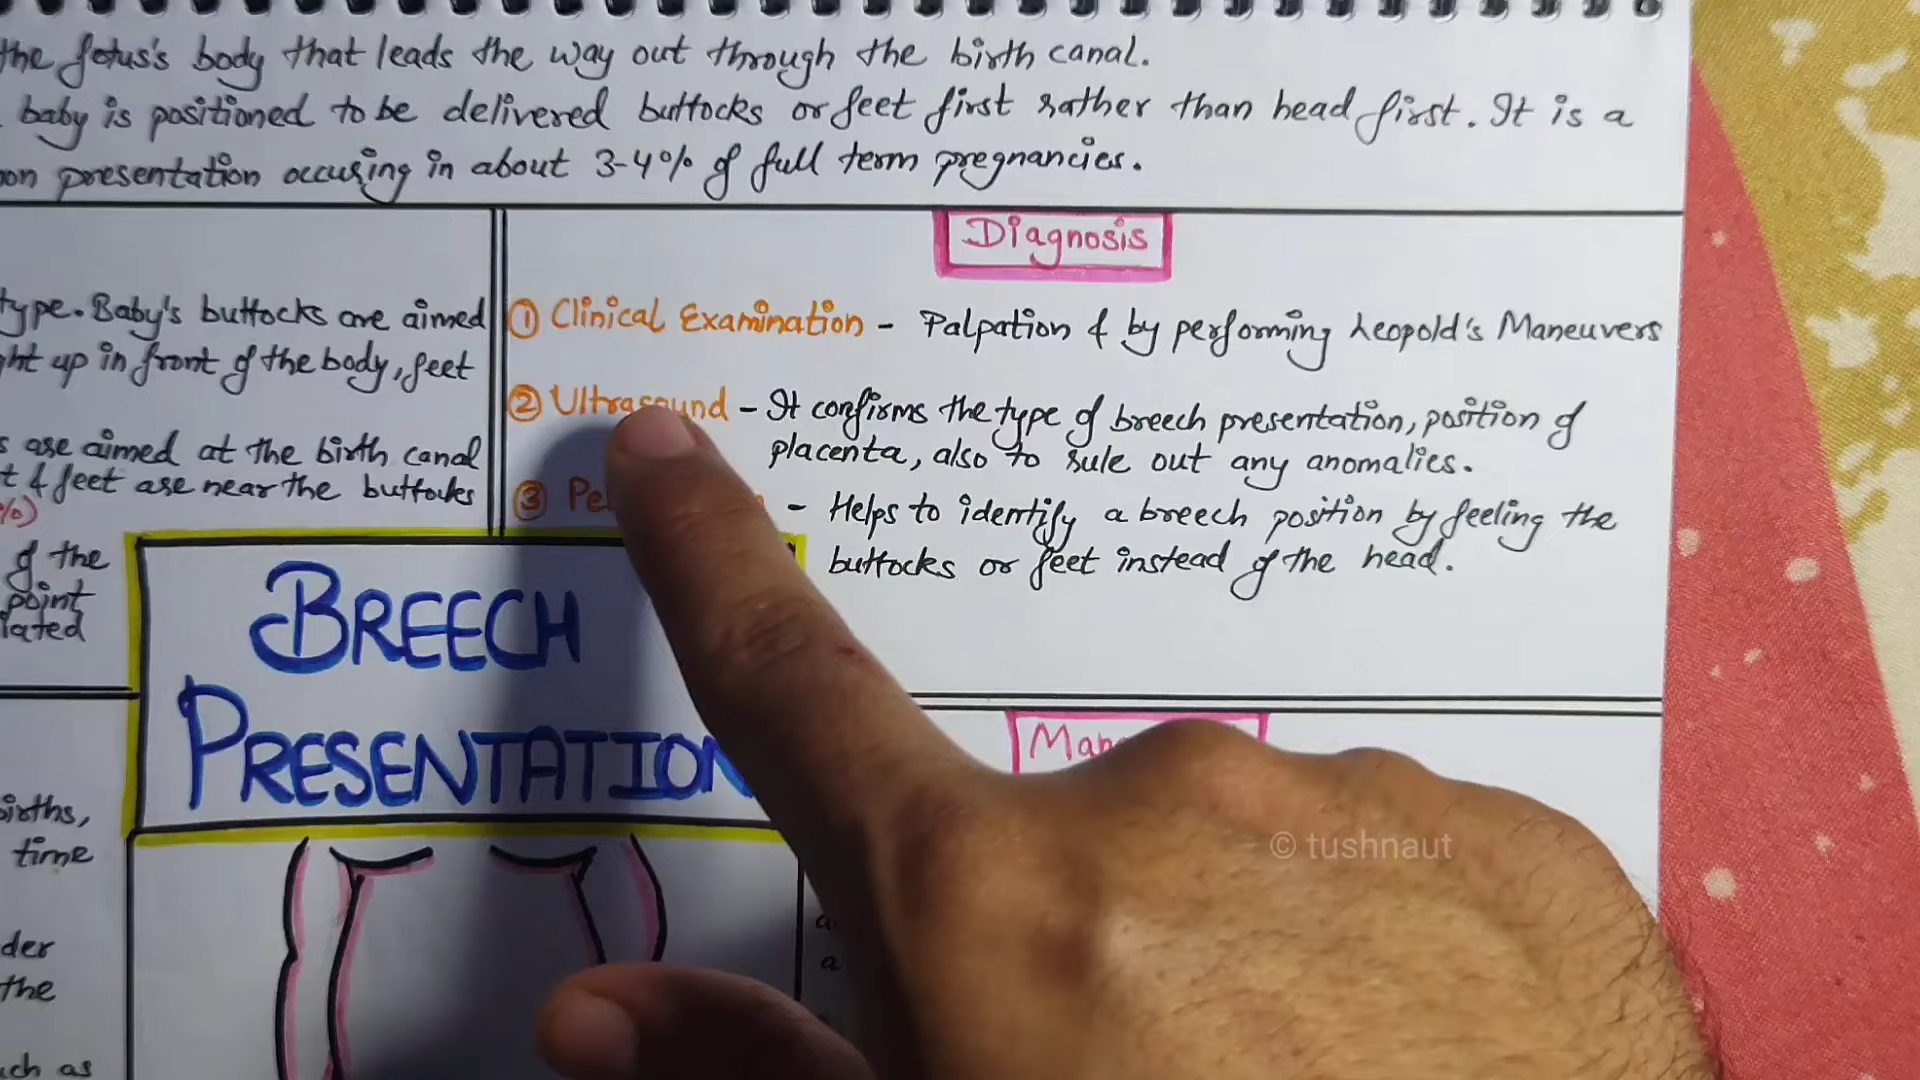 the fotus's body that leads the way out through the birth canal.
baby is positioned to be delivered buttocks or feet first rather than head first. It is a
on presentation occuring in about 3-4% of full term pregnancies.
Diagnosis
type. Baby's buttocks are aimed
ht up in front of the body, feet
s are aimed at the birth canal
t & feet are near the buttocks
%)
of the
point
lated
① Clinical Examination - Palpation & by performing Leopold's Maneuvers
② Ultrasound - It confirms the type of breech presentation, position of
placenta, also to rule out any anomalies.
③ Pe - Helps to identify a breech position by feeling the
buttocks or feet instead of the head.
BREECH
PRESENTATION
Man
births,
time
der
the
uch as
a
a
© tushnaut